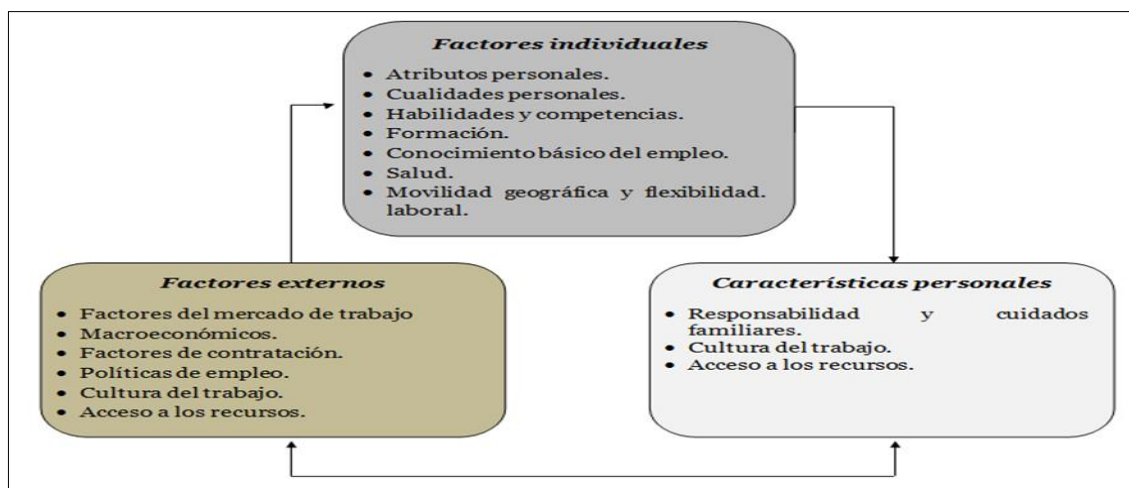 Factores individuales
• Atributos personales.
• Cualidades personales.
• Habilidades y competencias.
• Formación.
• Conocimiento básico del empleo.
• Salud.
• Movilidad geográfica y flexibilidad.
laboral.
Factores externos
• Factores del mercado de trabajo
• Macroeconómicos.
• Factores de contratación.
• Políticas de empleo.
• Cultura del trabajo.
• Acceso a los recursos.
Características personales
• Responsabilidad y cuidados
familiares.
• Cultura del trabajo.
• Acceso a los recursos.